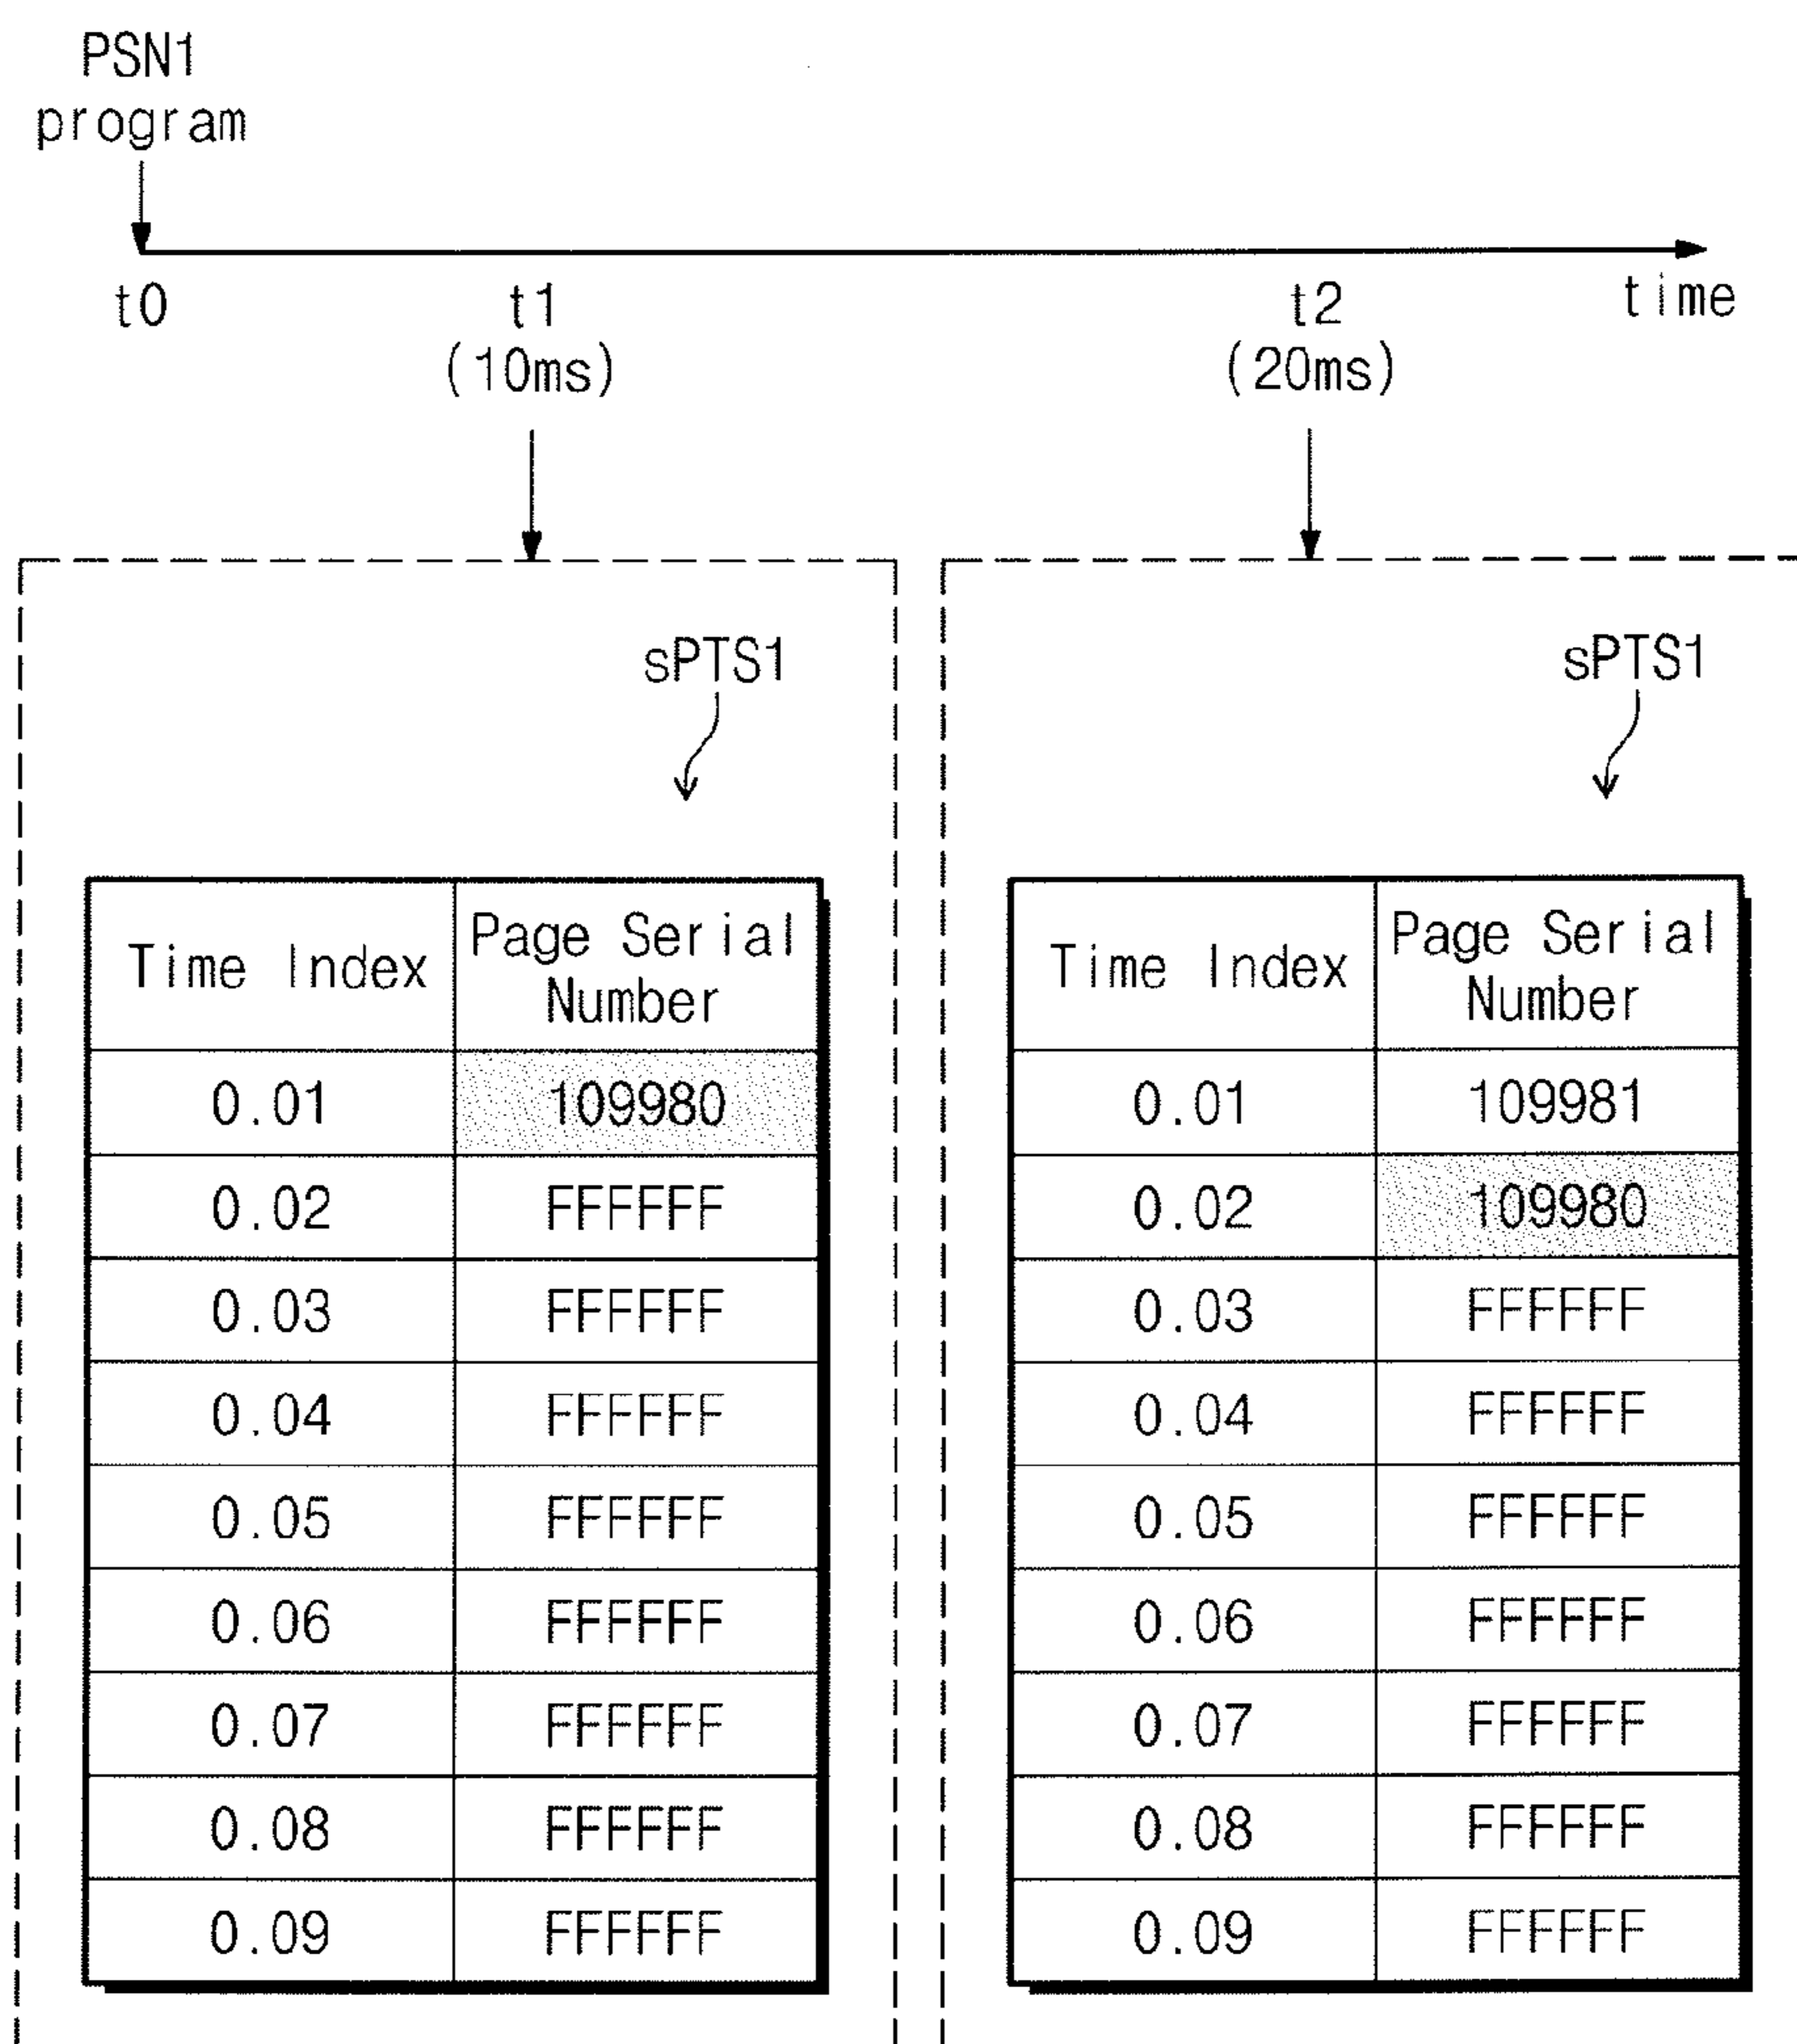 PSN1
program
t0
t1
t2
time
(10ms)
(20ms)
sPTS1
sPTS1
Time Index
Page Serial
Number
0.01 109980
0.02 FFFFFF
0.03 FFFFFF
0.04 FFFFFF
0.05 FFFFFF
0.06 FFFFFF
0.07 FFFFFF
0.08 FFFFFF
0.09 FFFFFF
Time Index
Page Serial
Number
0.01 109981
0.02 109980
0.03 FFFFFF
0.04 FFFFFF
0.05 FFFFFF
0.06 FFFFFF
0.07 FFFFFF
0.08 FFFFFF
0.09 FFFFFF